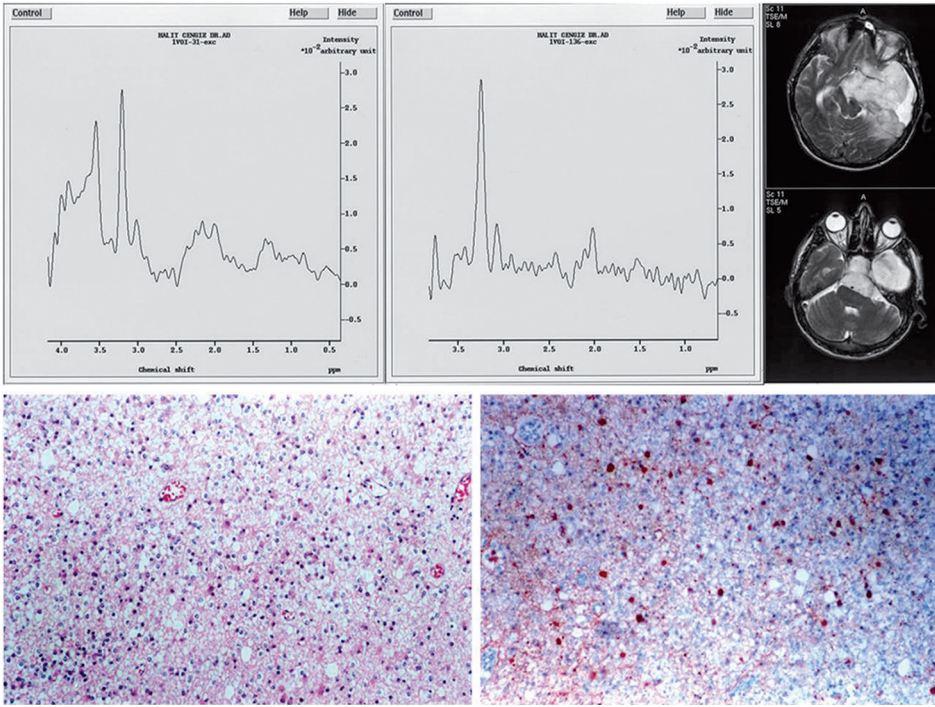 Control Help Hide
HALIT CENGIZ DR.AD
1VOI-31-exc
Intensity
*10-2 arbitrary unit
3.0
2.5
2.0
1.5
1.0
0.5
0.0
-0.5
4.0 3.5 3.0 2.5 2.0 1.5 1.0 0.5
Chemical shift ppm
Control Help Hide
HALIT CENGIZ DR.AD
1VOI-136-exc
Intensity
*10-2 arbitrary unit
3.0
2.5
2.0
1.5
1.0
0.5
0.0
-0.5
3.5 3.0 2.5 2.0 1.5 1.0
Chemical shift ppm
Sc 11
TSE/M
SL 8
A
Sc 11
TSE/M
SL 5
A